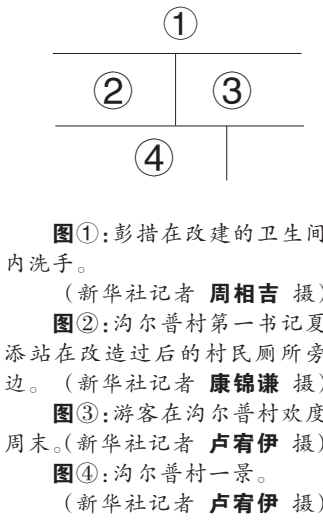 ①
② ③
④
图①:彭措在改建的卫生间
内洗手。
(新华社记者 周相吉 摄)
图②:沟尔普村第一书记夏
添站在改造过后的村民厕所旁
边。 (新华社记者 康锦谦 摄)
图③:游客在沟尔普村欢度
周末。(新华社记者 卢宥伊 摄)
图④:沟尔普村一景。
(新华社记者 卢宥伊 摄)